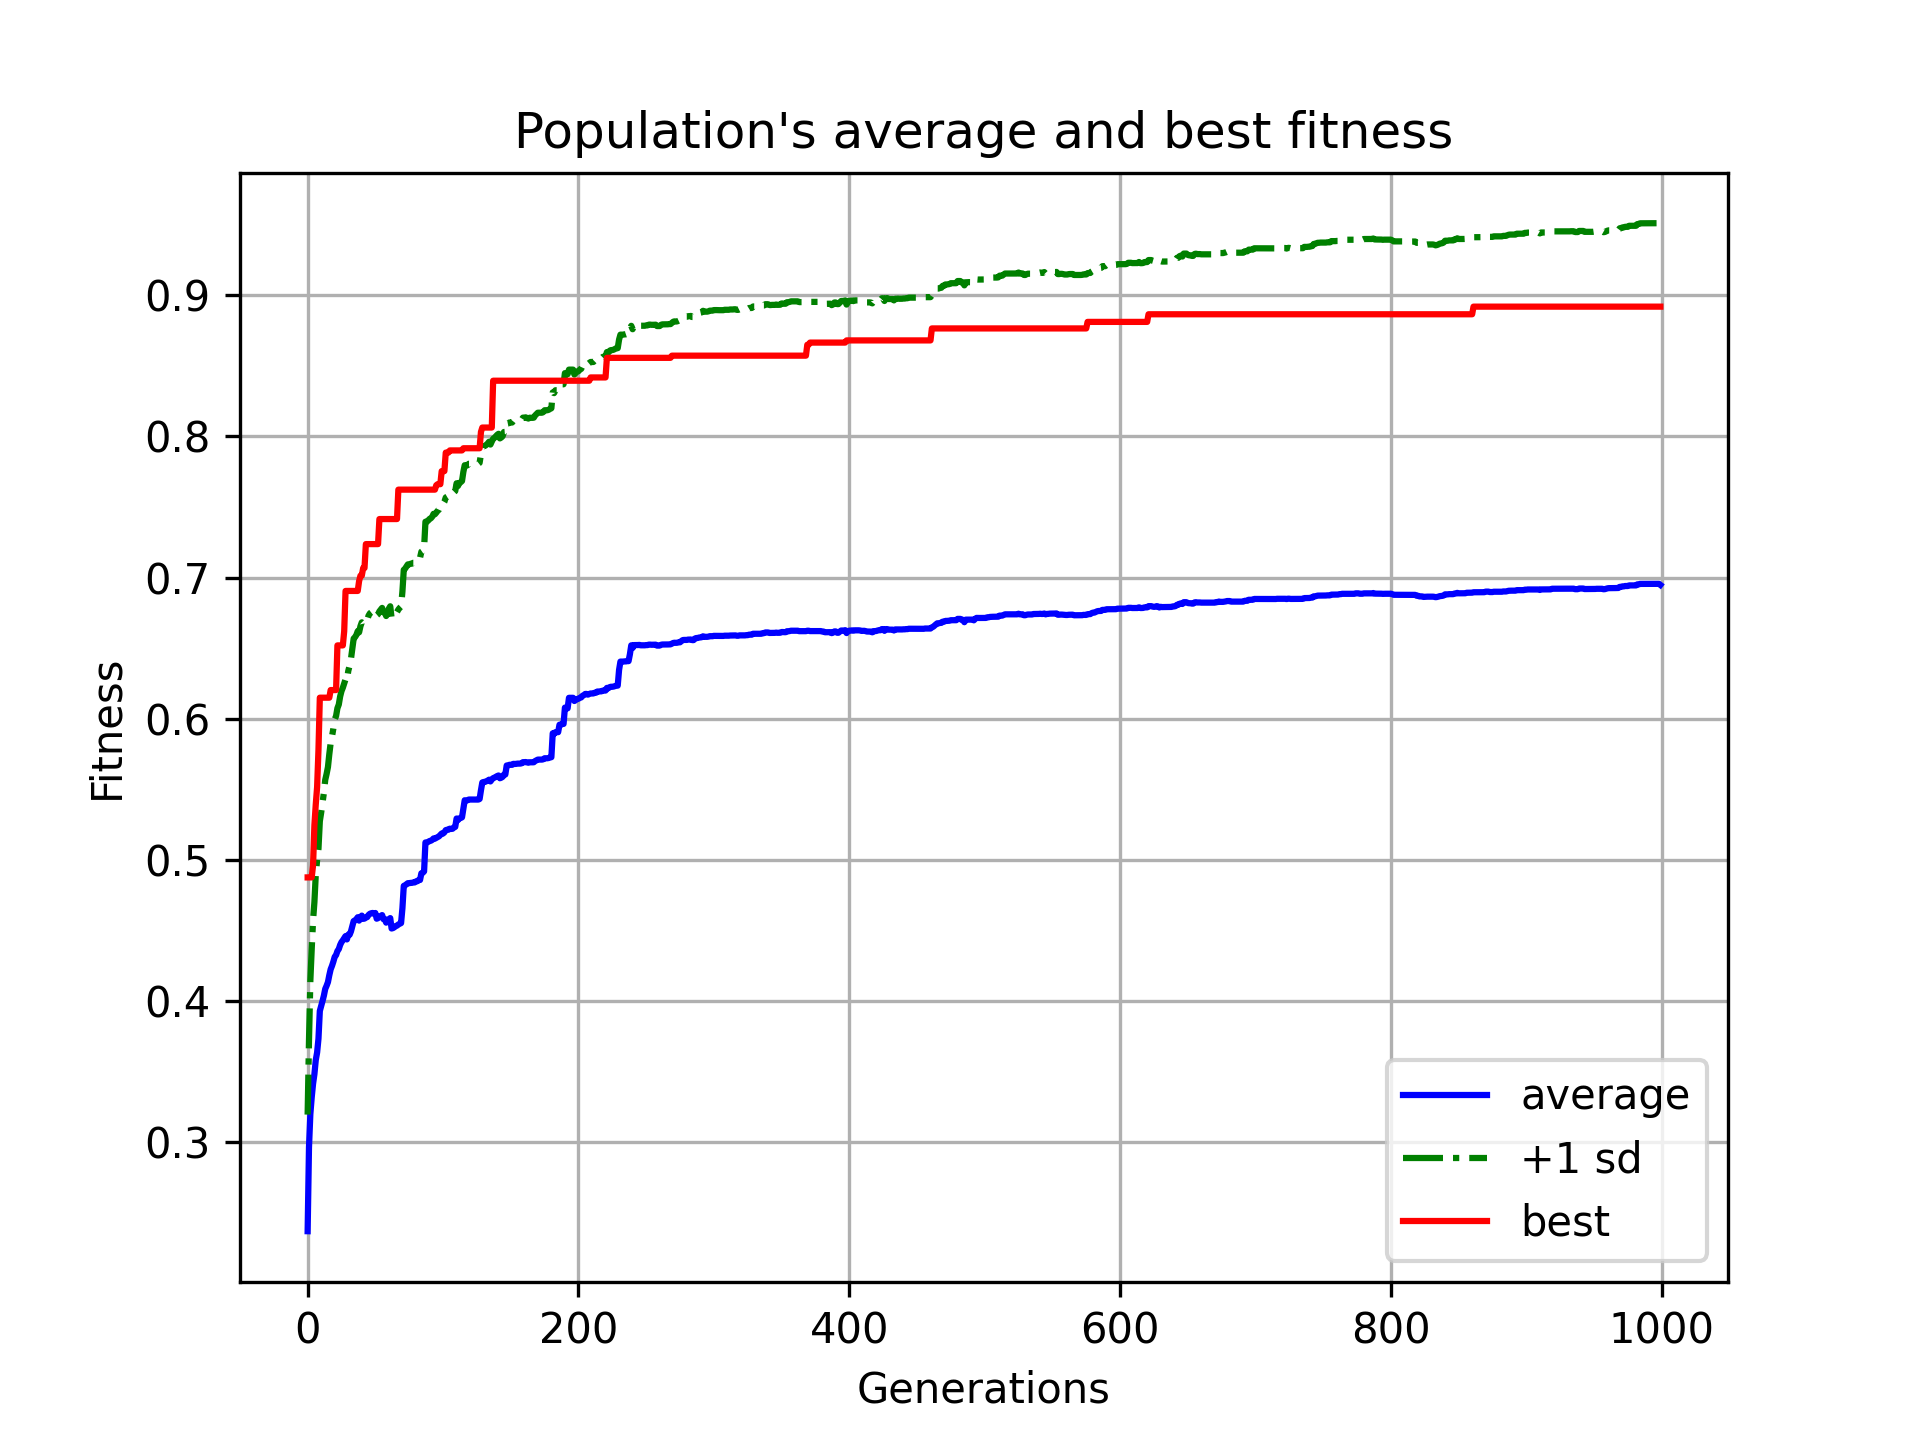 Population's average and best fitness
0.9
0.8
0.7
0.6
0.5
0.4
0.3
Fitness
average
+1 sd
best
0 200 400 600 800 1000
Generations